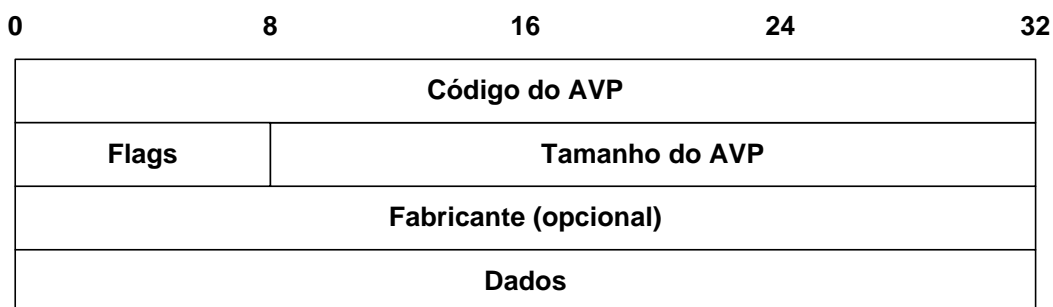 0 8 16 24 32
Código do AVP
Flags Tamanho do AVP
Fabricante (opcional)
Dados